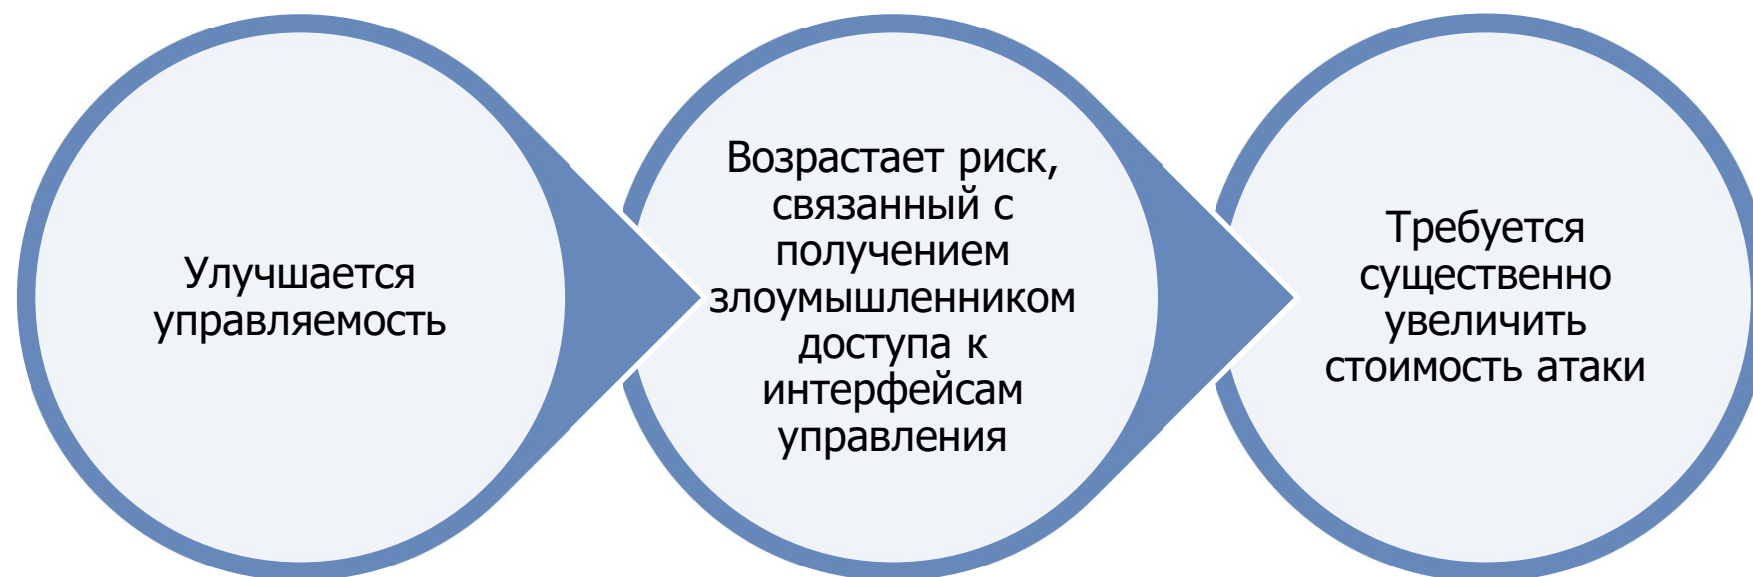 Улучшается
управляемость
Возрастает риск,
связанный с
получением
злоумышленником
доступа к
интерфейсам
управления
Требуется
существенно
увеличить
стоимость атаки